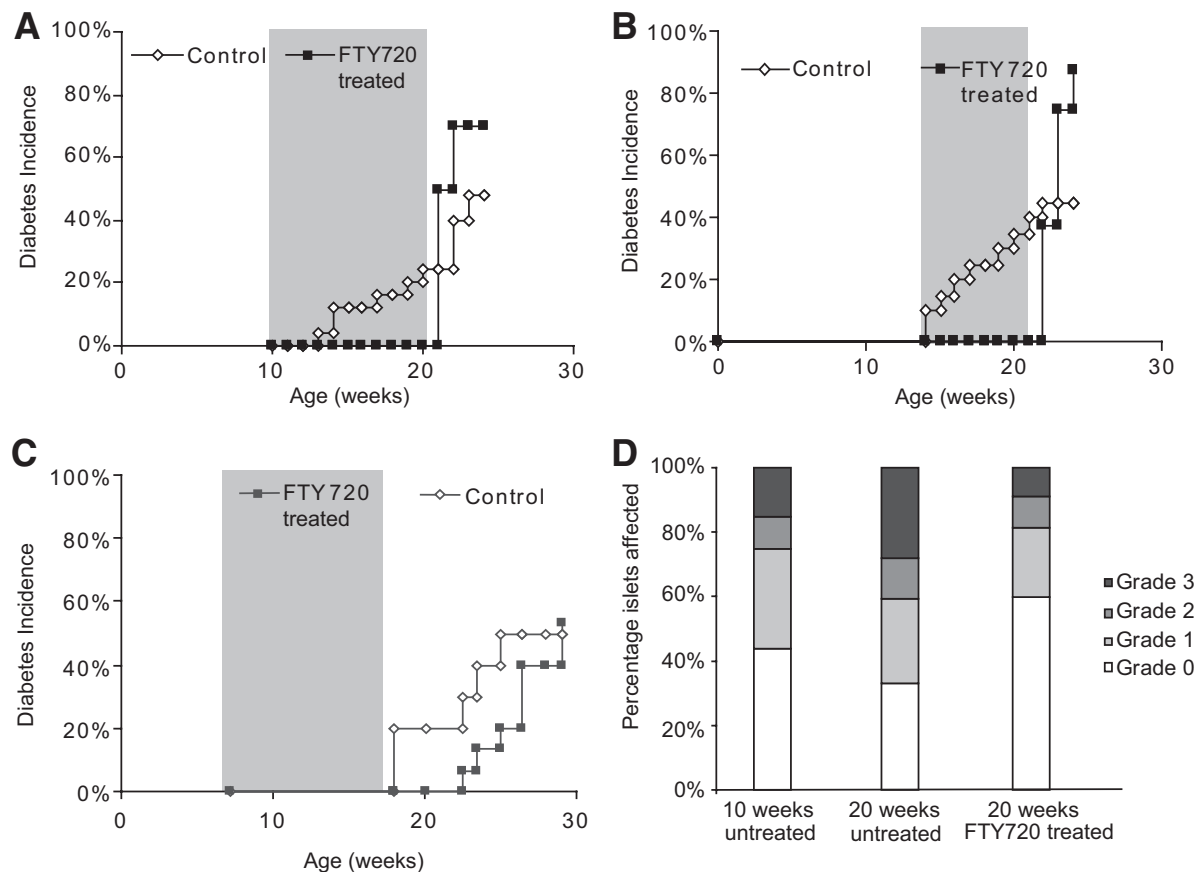 A
100%
80%
60%
40%
20%
0%
Diabetes Incidence
Control
FTY720
treated
0
10
20
30
Age (weeks)
B
100%
80%
60%
40%
20%
0%
Diabetes Incidence
Control
FTY720
treated
0
10
20
30
Age (weeks)
C
100%
80%
60%
40%
20%
0%
Diabetes Incidence
FTY720
treated
Control
0
10
20
30
Age (weeks)
D
100%
80%
60%
40%
20%
0%
Percentage islets affected
10 weeks
untreated
20 weeks
untreated
20 weeks
FTY720 treated
Grade 3
Grade 2
Grade 1
Grade 0